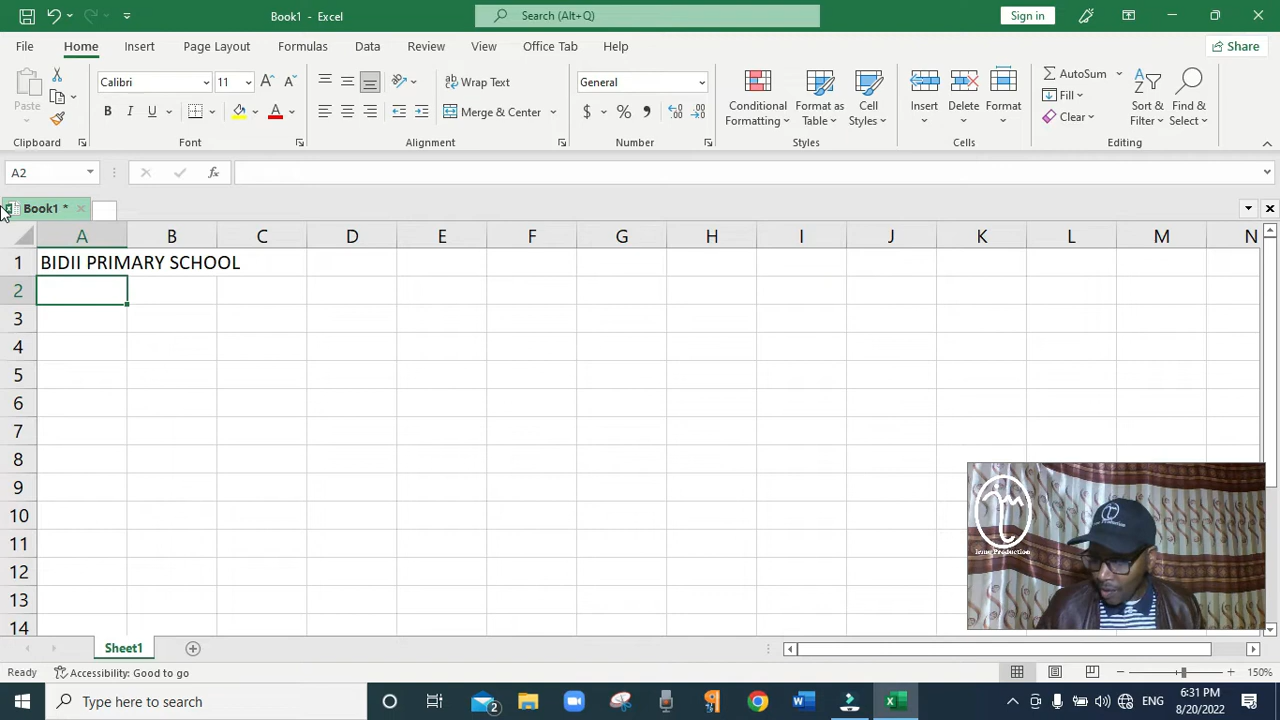 Book1 - Excel
Search (Alt+Q)
Sign in
File Home Insert Page Layout Formulas Data Review View Office Tab Help
Share
Paste
Calibri 11
B I U
Wrap Text
Merge & Center
General
$ % ,
Conditional Formatting
Format as Table
Cell Styles
Insert
Delete
Format
AutoSum
Fill
Clear
Sort & Filter
Find & Select
Clipboard Font Alignment Number Styles Cells Editing
A2
fx
Book1 *
A B C D E F G H I J K L M N
1 BIDII PRIMARY SCHOOL
2
3
4
5
6
7
8
9
10
11
12
13
14
Sheet1
Ready
Accessibility: Good to go
150%
Type here to search
2
ENG
6:31 PM
8/20/2022